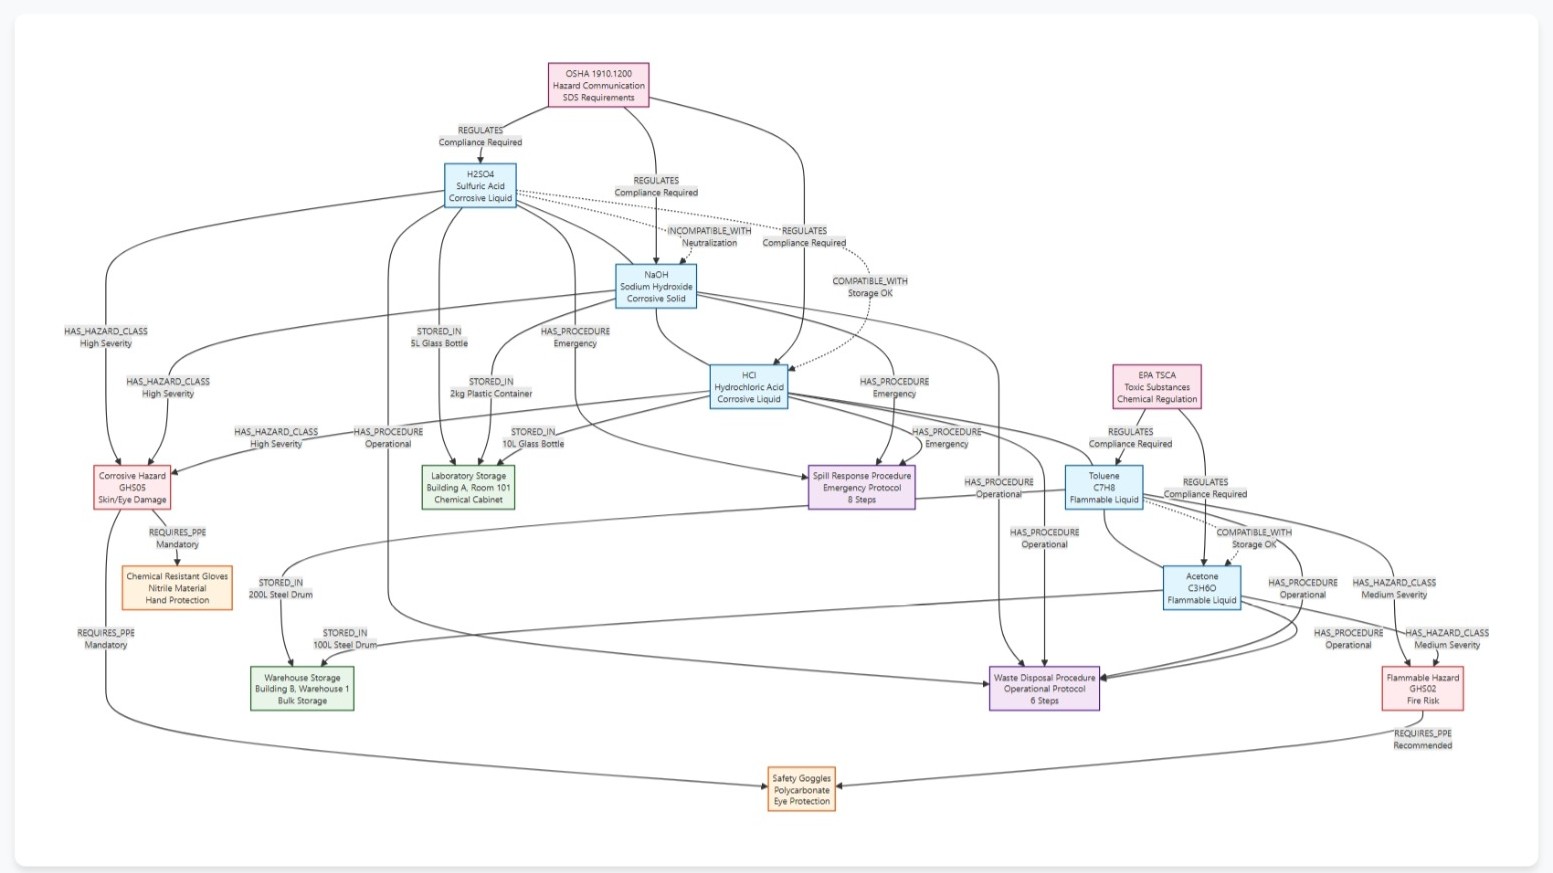 OSHA 1910.1200
Hazard Communication
SDS Requirements
REGULATES
Compliance Required
H2SO4
Sulfuric Acid
Corrosive Liquid
REGULATES
Compliance Required
INCOMPATIBLE_WITH
Neutralization
REGULATES
Compliance Required
NaOH
Sodium Hydroxide
Corrosive Solid
COMPATIBLE_WITH
Storage OK
HAS_HAZARD_CLASS
High Severity
STORED_IN
5L Glass Bottle
HAS_PROCEDURE
Emergency
HAS_HAZARD_CLASS
High Severity
STORED_IN
2kg Plastic Container
HCl
Hydrochloric Acid
Corrosive Liquid
HAS_PROCEDURE
Emergency
EPA TSCA
Toxic Substances
Chemical Regulation
HAS_HAZARD_CLASS
High Severity
HAS_PROCEDURE
Operational
STORED_IN
10L Glass Bottle
HAS_PROCEDURE
Emergency
REGULATES
Compliance Required
Corrosive Hazard
GHS05
Skin/Eye Damage
Laboratory Storage
Building A, Room 101
Chemical Cabinet
Spill Response Procedure
Emergency Protocol
8 Steps
HAS_PROCEDURE
Operational
Toluene
C7H8
Flammable Liquid
REGULATES
Compliance Required
REQUIRES_PPE
Mandatory
HAS_PROCEDURE
Operational
COMPATIBLE_WITH
Storage OK
Chemical Resistant Gloves
Nitrile Material
Hand Protection
STORED_IN
200L Steel Drum
Acetone
C3H6O
Flammable Liquid
HAS_PROCEDURE
Operational
HAS_HAZARD_CLASS
Medium Severity
REQUIRES_PPE
Mandatory
STORED_IN
100L Steel Drum
HAS_PROCEDURE
Operational
HAS_HAZARD_CLASS
Medium Severity
Warehouse Storage
Building B, Warehouse 1
Bulk Storage
Waste Disposal Procedure
Operational Protocol
6 Steps
Flammable Hazard
GHS02
Fire Risk
REQUIRES_PPE
Recommended
Safety Goggles
Polycarbonate
Eye Protection